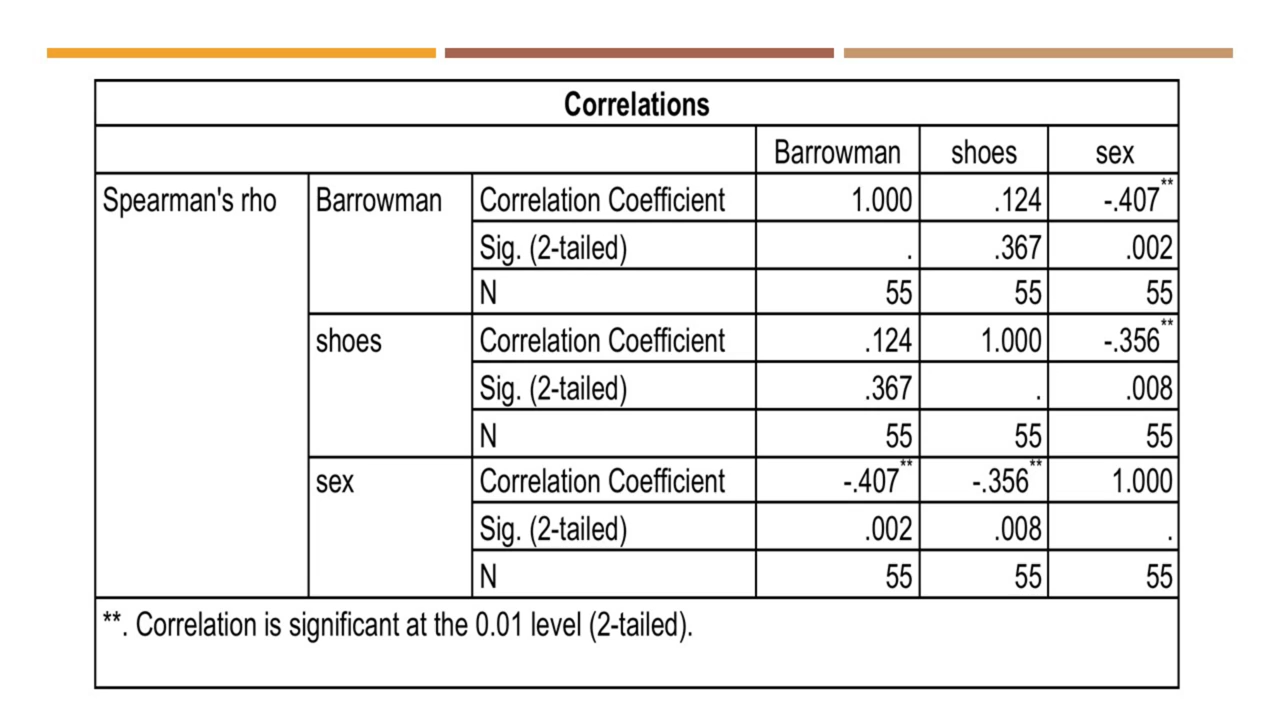 Correlations
Barrowman shoes sex
Spearman's rho Barrowman Correlation Coefficient 1.000 .124 -.407**
Sig. (2-tailed) . .367 .002
N 55 55 55
shoes Correlation Coefficient .124 1.000 -.356**
Sig. (2-tailed) .367 . .008
N 55 55 55
sex Correlation Coefficient -.407** -.356** 1.000
Sig. (2-tailed) .002 .008 .
N 55 55 55
**. Correlation is significant at the 0.01 level (2-tailed).